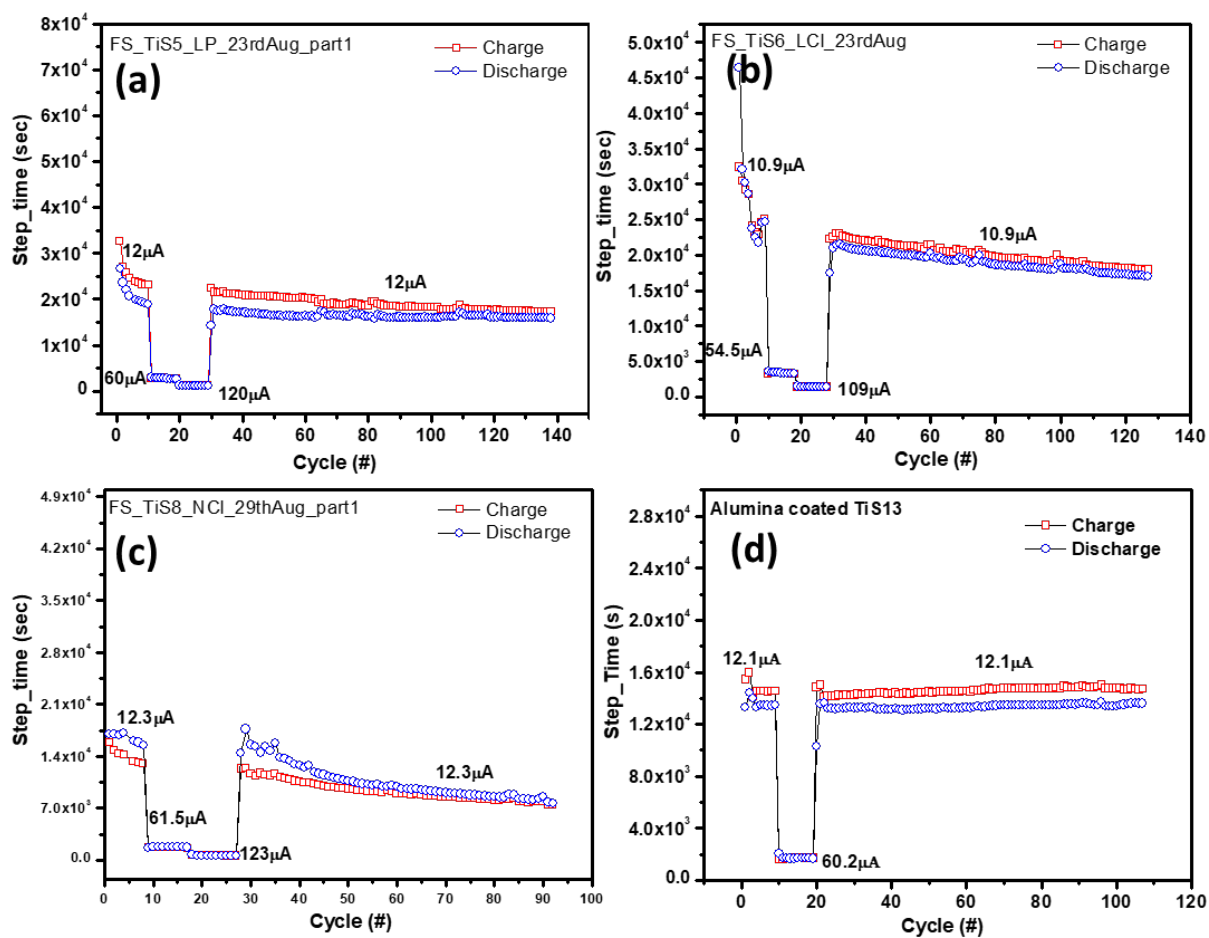 FS_TiS5_LP_23rdAug_part1
(a)
Charge
Discharge
8x10⁴
7x10⁴
6x10⁴
5x10⁴
4x10⁴
3x10⁴
2x10⁴
1x10⁴
0
Step_time (sec)
12μA
12μA
60μA
120μA
0 20 40 60 80 100 120 140
Cycle (#)
FS_TiS6_LCl_23rdAug
(b)
Charge
Discharge
5.0x10⁴
4.5x10⁴
4.0x10⁴
3.5x10⁴
3.0x10⁴
2.5x10⁴
2.0x10⁴
1.5x10⁴
1.0x10⁴
5.0x10³
0.0
Step_time (sec)
10.9μA
10.9μA
54.5μA
109μA
0 20 40 60 80 100 120 140
Cycle (#)
FS_TiS8_NCl_29thAug_part1
(c)
Charge
Discharge
4.9x10⁴
4.2x10⁴
3.5x10⁴
2.8x10⁴
2.1x10⁴
1.4x10⁴
7.0x10³
0.0
Step_time (sec)
12.3μA
12.3μA
61.5μA
123μA
0 10 20 30 40 50 60 70 80 90 100
Cycle (#)
Alumina coated TiS13
(d)
Charge
Discharge
2.8x10⁴
2.4x10⁴
2.0x10⁴
1.6x10⁴
1.2x10⁴
8.0x10³
4.0x10³
0.0
Step_Time (s)
12.1μA
12.1μA
60.2μA
0 20 40 60 80 100 120
Cycle (#)